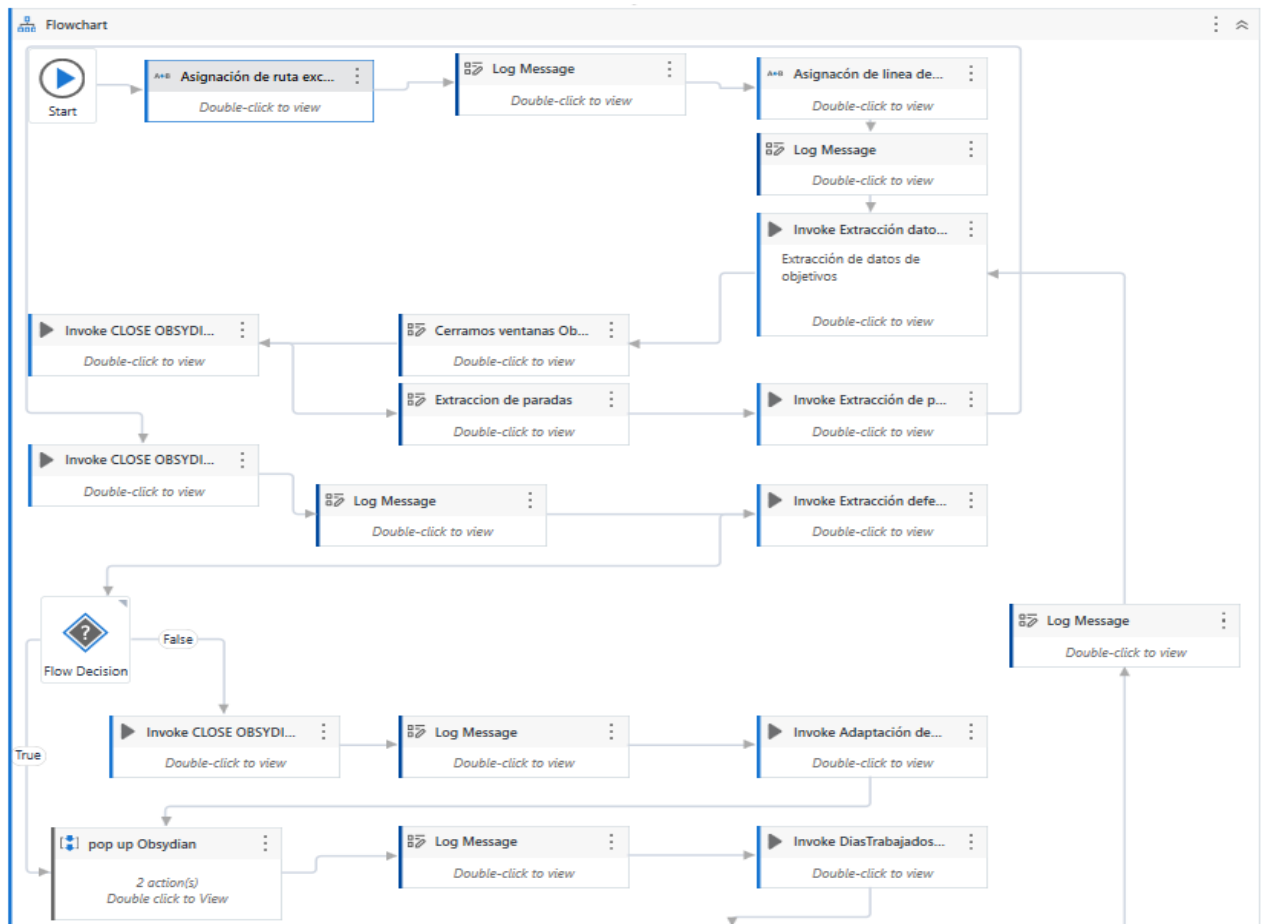 Flowchart
Start
A+B Asignación de ruta exc...
Double-click to view
Log Message
Double-click to view
A+B Asignacón de linea de...
Double-click to view
Log Message
Double-click to view
Invoke Extracción dato...
Extracción de datos de
objetivos
Double-click to view
Invoke CLOSE OBSYDI...
Double-click to view
Cerramos ventanas Ob...
Double-click to view
Extraccion de paradas
Double-click to view
Invoke Extracción de p...
Double-click to view
Invoke CLOSE OBSYDI...
Double-click to view
Log Message
Double-click to view
Invoke Extracción defe...
Double-click to view
?
Flow Decision
False
True
Log Message
Double-click to view
Invoke CLOSE OBSYDI...
Double-click to view
Log Message
Double-click to view
Invoke Adaptación de...
Double-click to view
pop up Obsydian
2 action(s)
Double click to View
Log Message
Double-click to view
Invoke DiasTrabajados...
Double-click to view